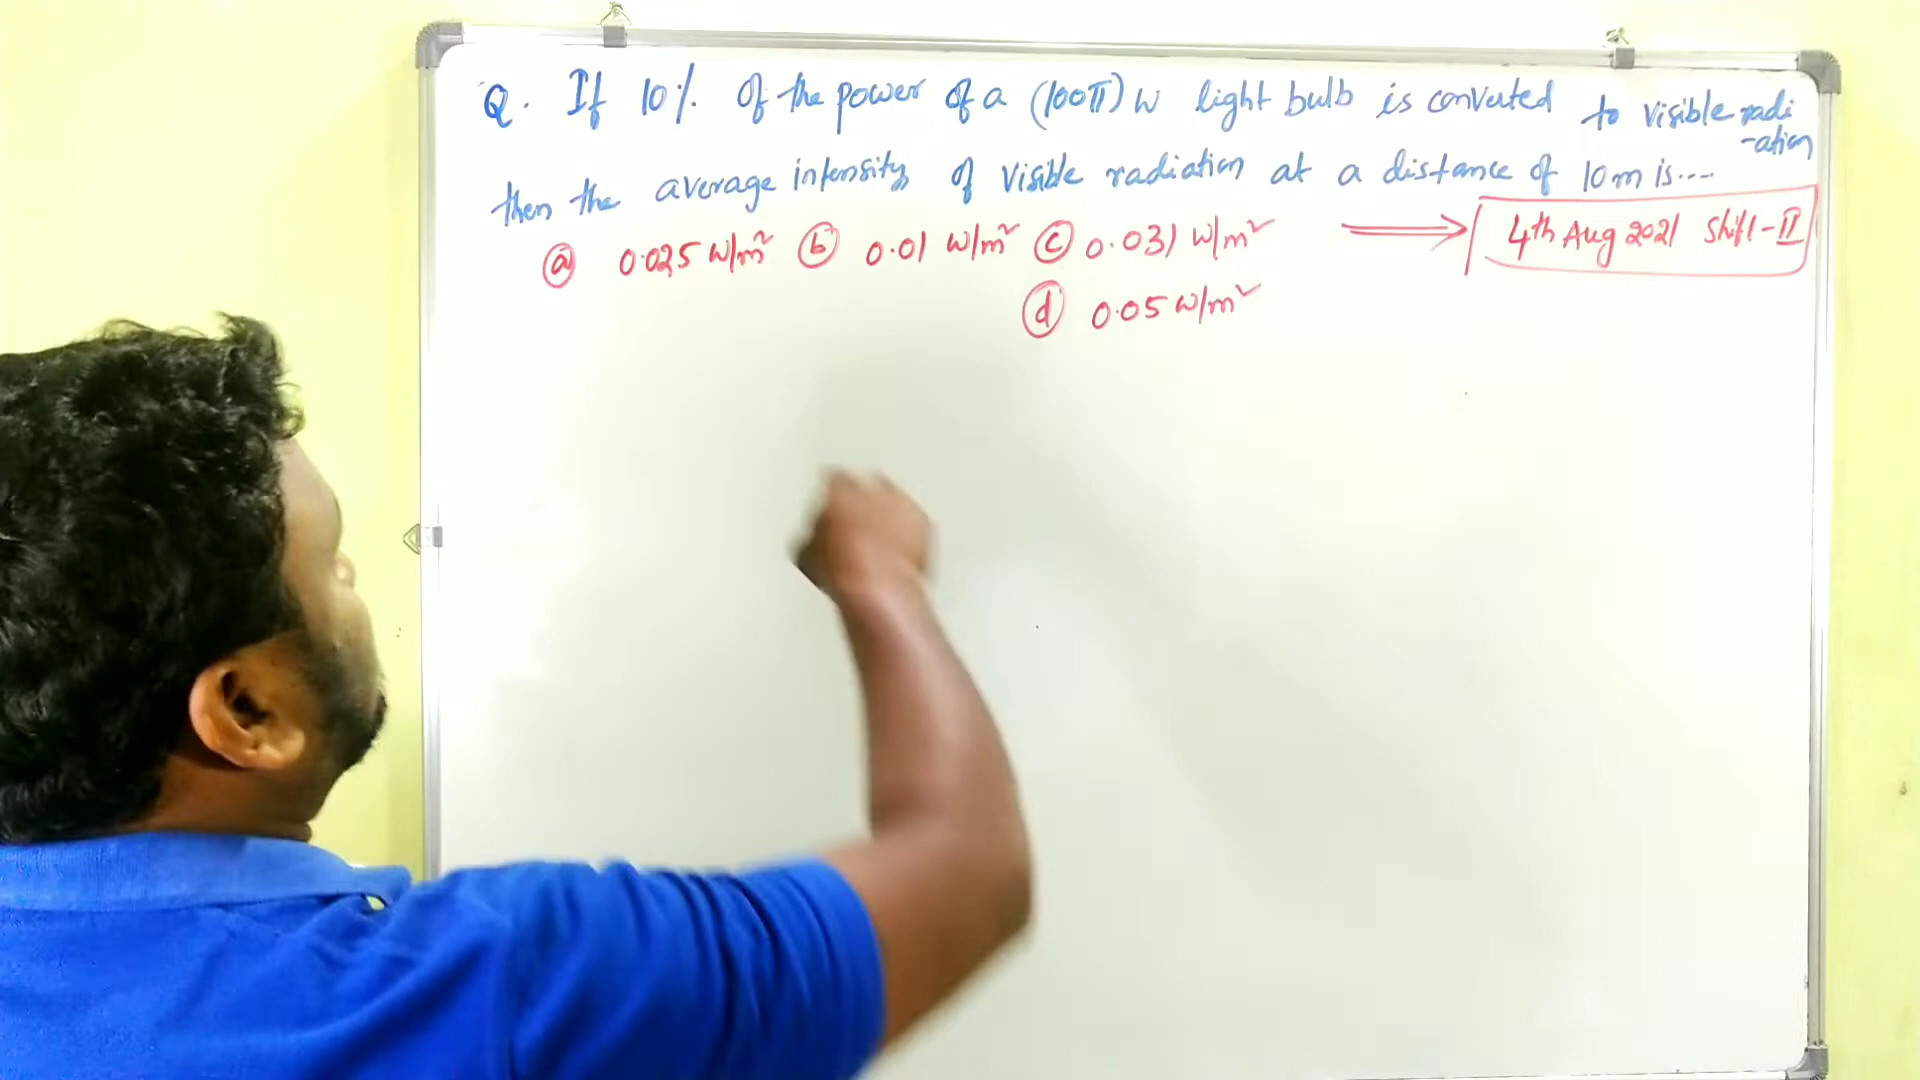 Q. If 10% of the power of a (100π) W light bulb is converted to visible radi
-ation
then the average intensity of visible radiation at a distance of 10m is....
ⓐ 0.025 W/m² ⓑ 0.01 W/m² ⓒ 0.031 W/m² ⟹ 4th Aug 2021 Shift-II
ⓓ 0.05 W/m²